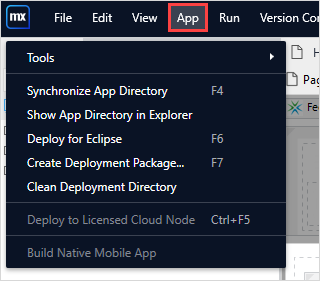 mx File Edit View App Run Version Con
Tools
Synchronize App Directory F4
Show App Directory in Explorer
Deploy for Eclipse F6
Create Deployment Package... F7
Clean Deployment Directory
Deploy to Licensed Cloud Node Ctrl+F5
Build Native Mobile App
H
Pag
Fee